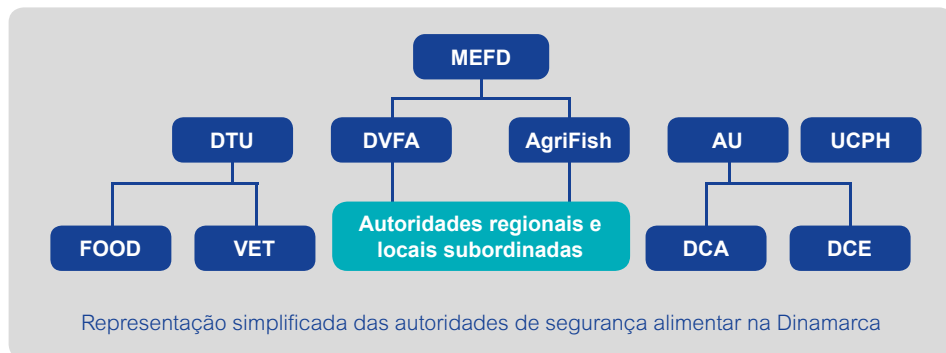 MEFD
DTU
DVFA
AgriFish
AU
UCPH
FOOD
VET
Autoridades regionais e
locais subordinadas
DCA
DCE
Representação simplificada das autoridades de segurança alimentar na Dinamarca